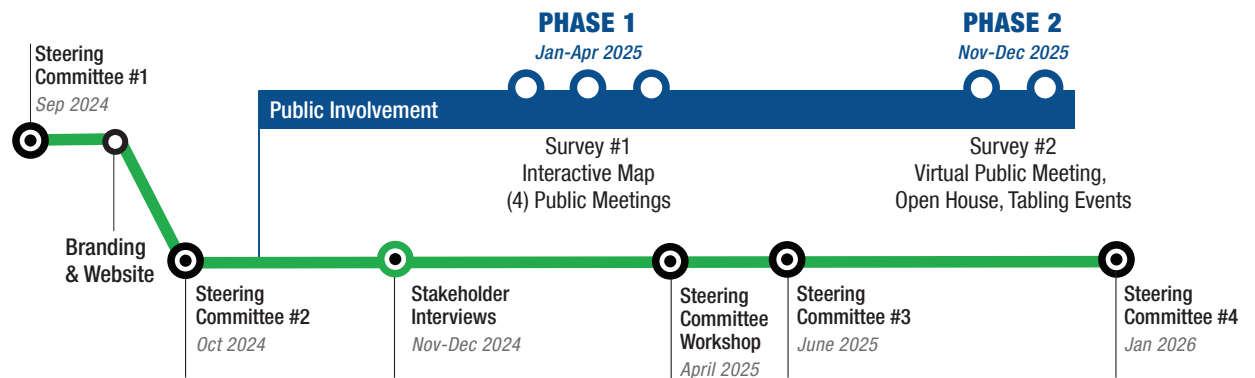 PHASE 1
Jan-Apr 2025
PHASE 2
Nov-Dec 2025
Steering
Committee #1
Sep 2024
Public Involvement
Survey #1
Interactive Map
(4) Public Meetings
Survey #2
Virtual Public Meeting,
Open House, Tabling Events
Branding
& Website
Steering
Committee #2
Oct 2024
Stakeholder
Interviews
Nov-Dec 2024
Steering
Committee
Workshop
April 2025
Steering
Committee #3
June 2025
Steering
Committee #4
Jan 2026